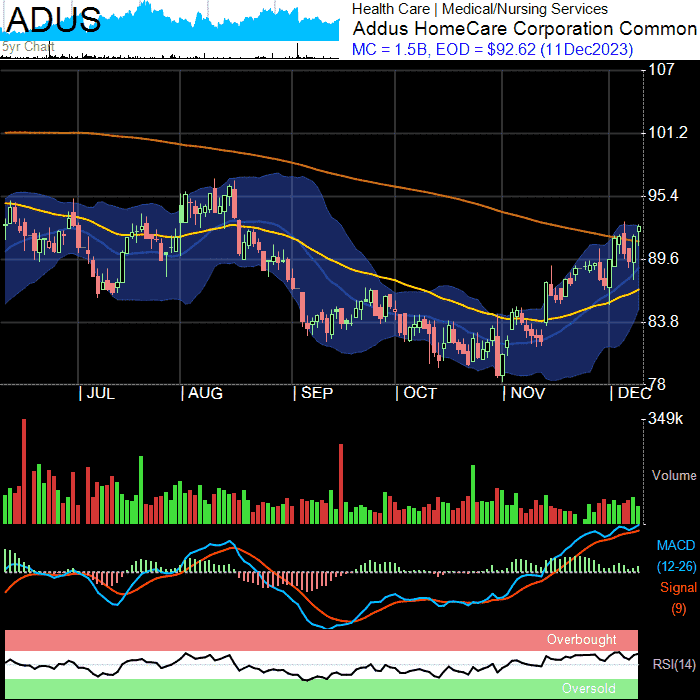 ADUS
5yr Chart
Health Care | Medical/Nursing Services
Addus HomeCare Corporation Common
MC = 1.5B, EOD = $92.62 (11Dec2023)
107
101.2
95.4
89.6
83.8
78
| JUL | AUG | SEP | OCT | NOV | DEC
349k
Volume
MACD
(12-26)
Signal
(9)
Overbought
RSI(14)
Oversold